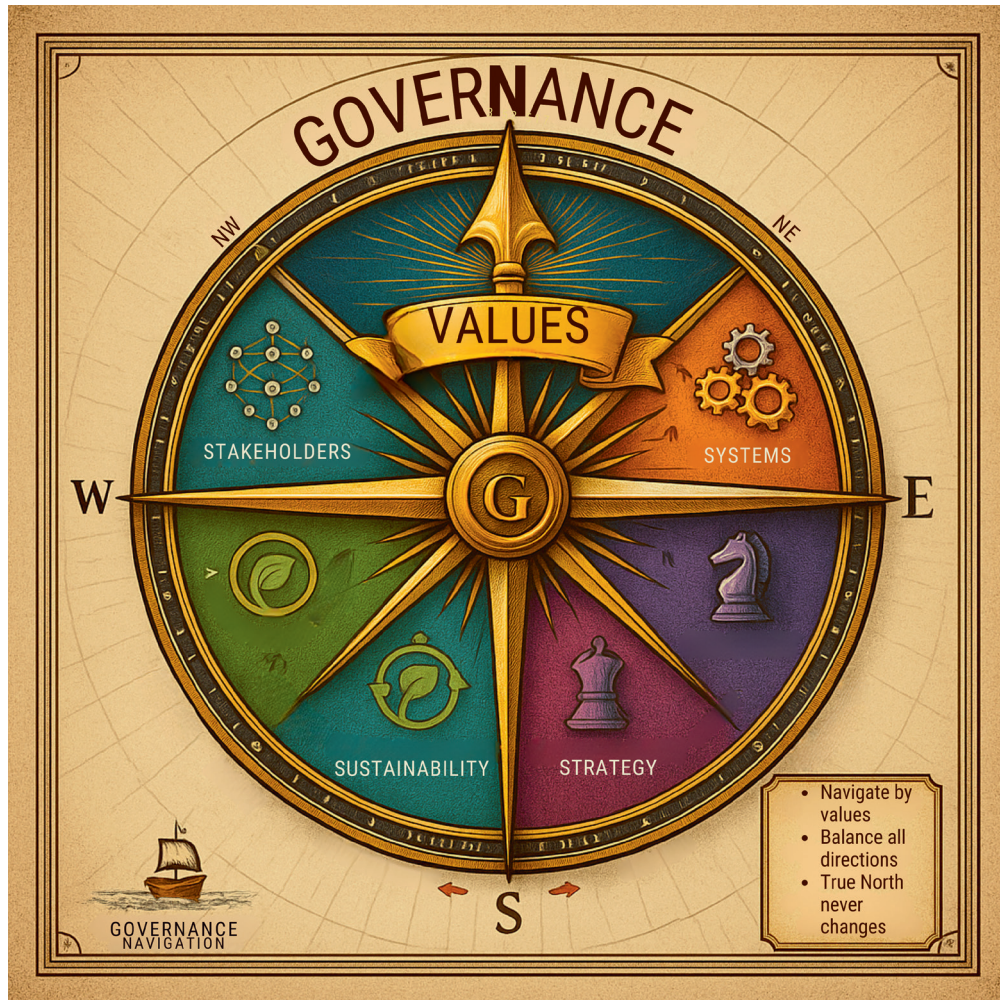 GOVERNANCE
NW
NE
VALUES
STAKEHOLDERS
SYSTEMS
W
G
E
SUSTAINABILITY
STRATEGY
• Navigate by
values
• Balance all
directions
• True North
never
changes
S
GOVERNANCE
NAVIGATION